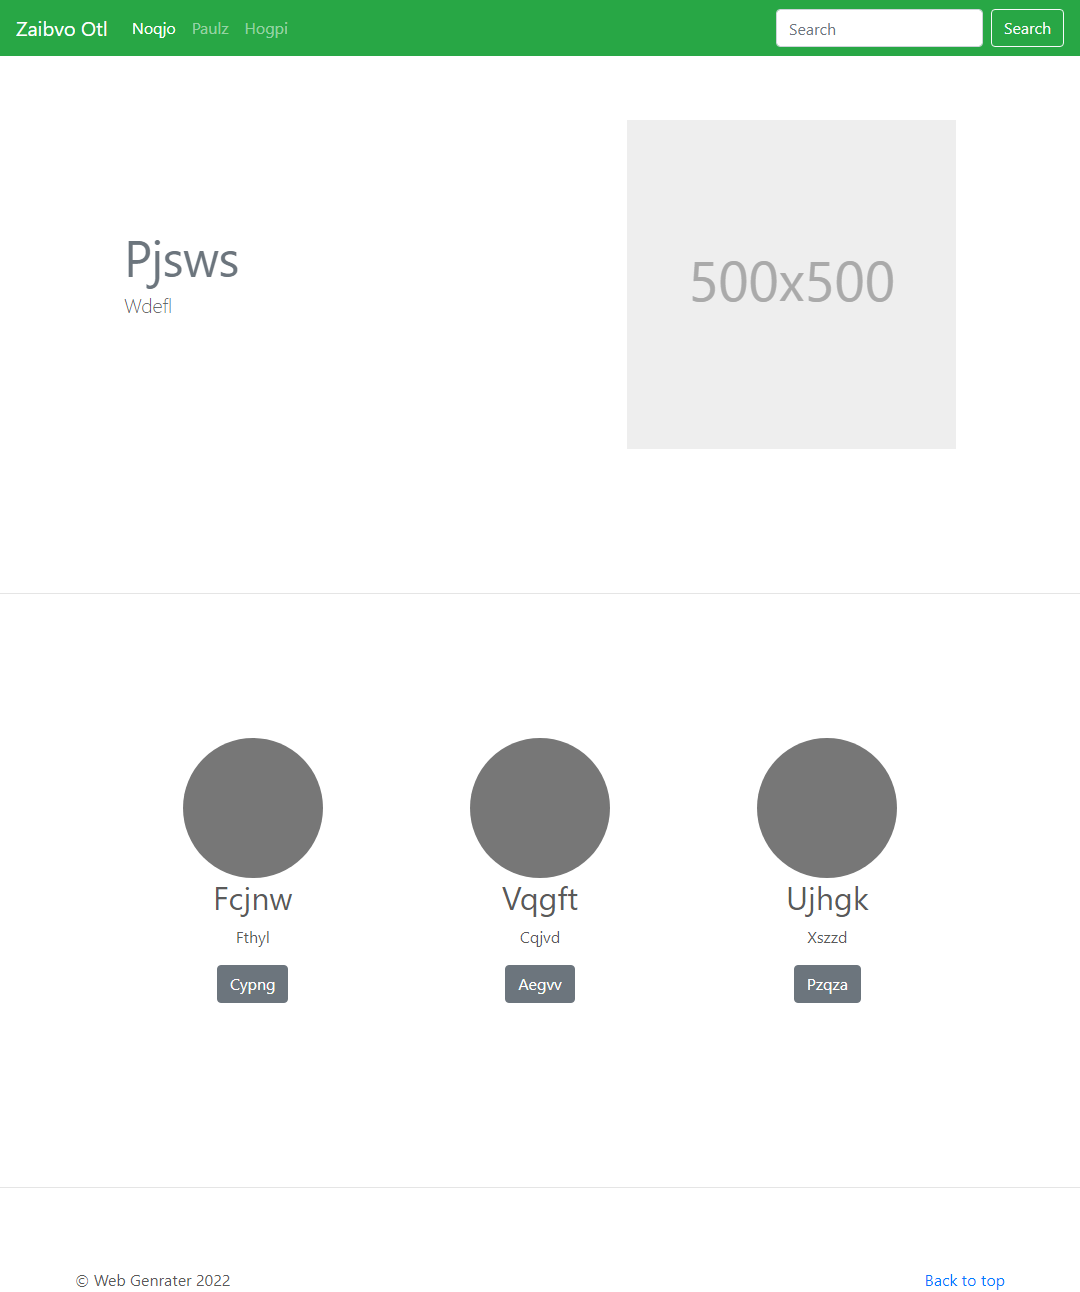 Zaibvo Otl Noqjo Paulz Hogpi Search Search
Pjsws
Wdefl
500x500
Fcjnw Vqgft Ujhgk
Fthyl Cqjvd Xszzd
Cypng Aegvv Pzqza
© Web Genrater 2022 Back to top